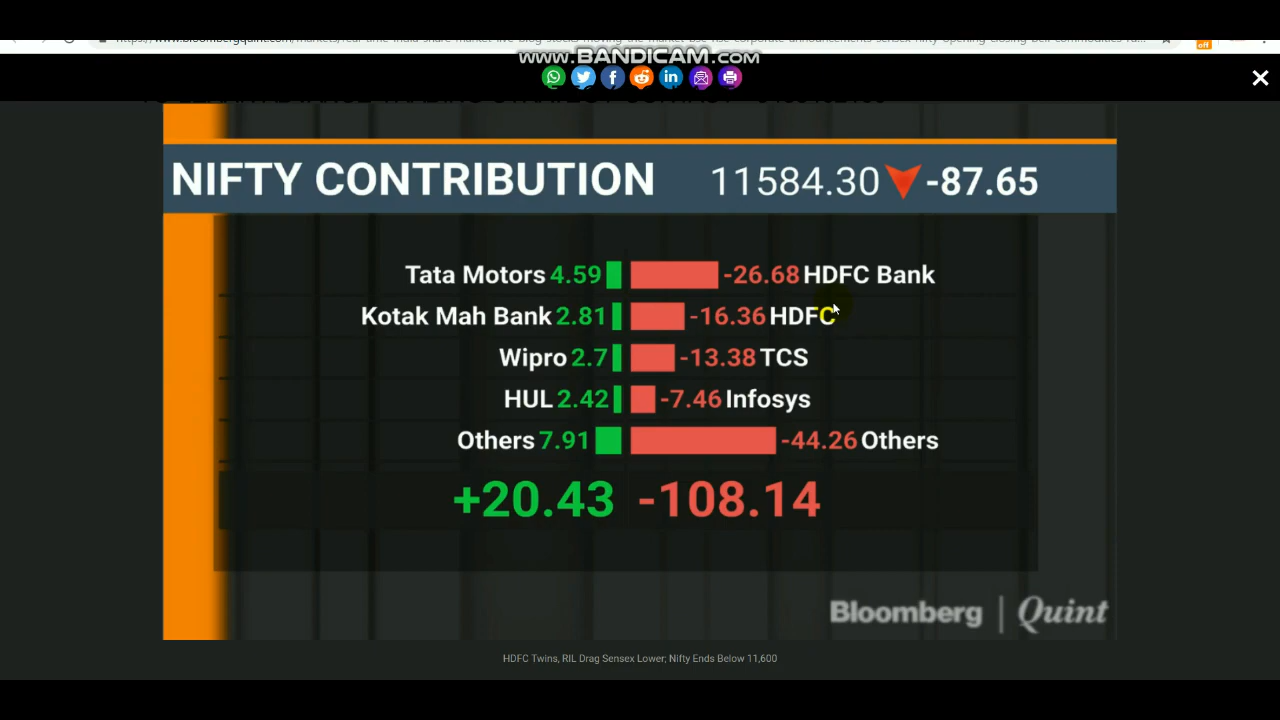 www.BANDICAM.com
off
NIFTY CONTRIBUTION 11584.30 -87.65
Tata Motors 4.59 -26.68 HDFC Bank
Kotak Mah Bank 2.81 -16.36 HDFC
Wipro 2.7 -13.38 TCS
HUL 2.42 -7.46 Infosys
Others 7.91 -44.26 Others
+20.43 -108.14
Bloomberg | Quint
HDFC Twins, RIL Drag Sensex Lower; Nifty Ends Below 11,600